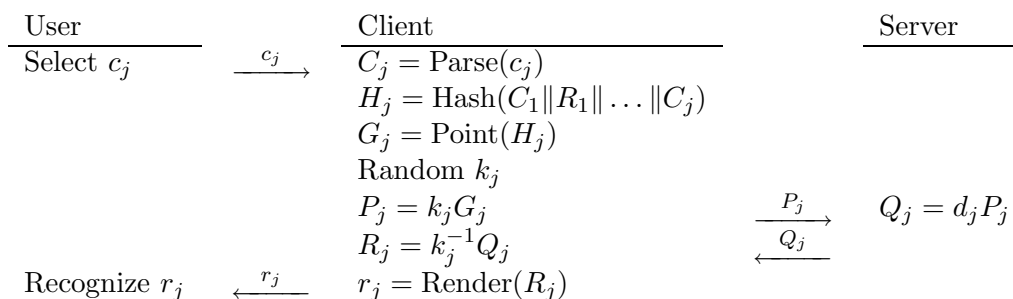 User Client Server
Select c_j c_j C_j = Parse(c_j)
H_j = Hash(C_1∥R_1∥ … ∥C_j)
G_j = Point(H_j)
Random k_j
P_j = k_jG_j P_j Q_j = d_jP_j
R_j = k_j^{-1}Q_j Q_j
Recognize r_j r_j r_j = Render(R_j)